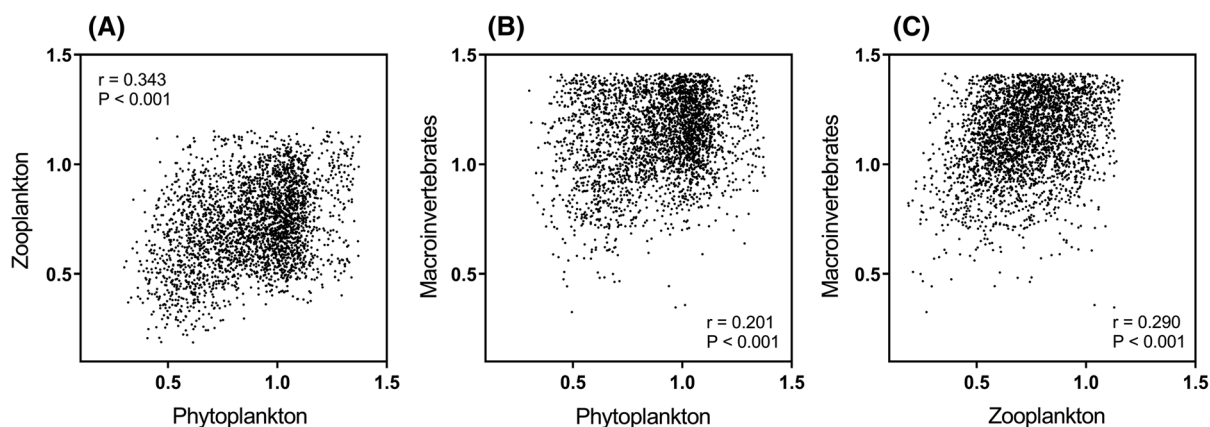 (A)
1.5
r = 0.343
P < 0.001
1.0
0.5
Zooplankton
0.5 1.0 1.5
Phytoplankton
(B)
1.5
1.0
0.5
Macroinvertebrates
r = 0.201
P < 0.001
0.5 1.0 1.5
Phytoplankton
(C)
1.5
1.0
0.5
Macroinvertebrates
r = 0.290
P < 0.001
0.5 1.0 1.5
Zooplankton